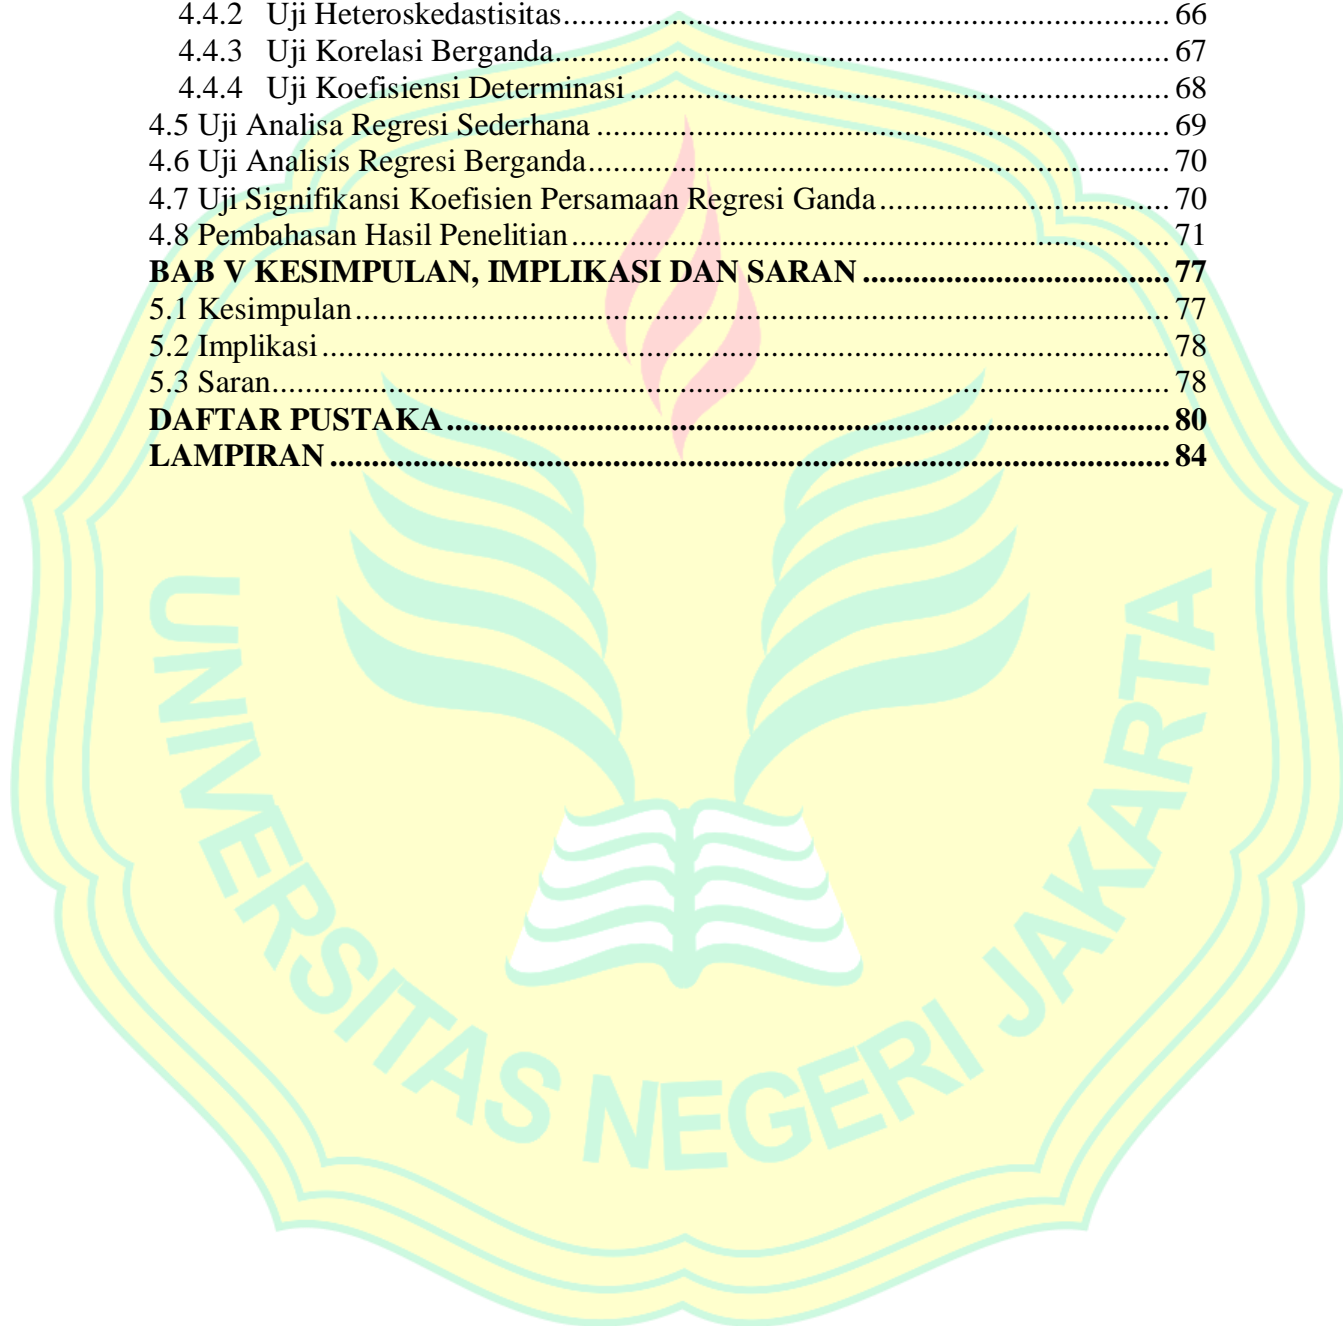 4.4.2 Uji Heteroskedastisitas........................................................................... 66
4.4.3 Uji Korelasi Berganda............................................................................ 67
4.4.4 Uji Koefisiensi Determinasi ................................................................... 68
4.5 Uji Analisa Regresi Sederhana ..................................................................... 69
4.6 Uji Analisis Regresi Berganda...................................................................... 70
4.7 Uji Signifikansi Koefisien Persamaan Regresi Ganda................................... 70
4.8 Pembahasan Hasil Penelitian........................................................................ 71
BAB V KESIMPULAN, IMPLIKASI DAN SARAN ..................................... 77
5.1 Kesimpulan.................................................................................................. 77
5.2 Implikasi...................................................................................................... 78
5.3 Saran............................................................................................................ 78
DAFTAR PUSTAKA........................................................................................ 80
LAMPIRAN ..................................................................................................... 84
UNIVERSITAS NEGERI JAKARTA